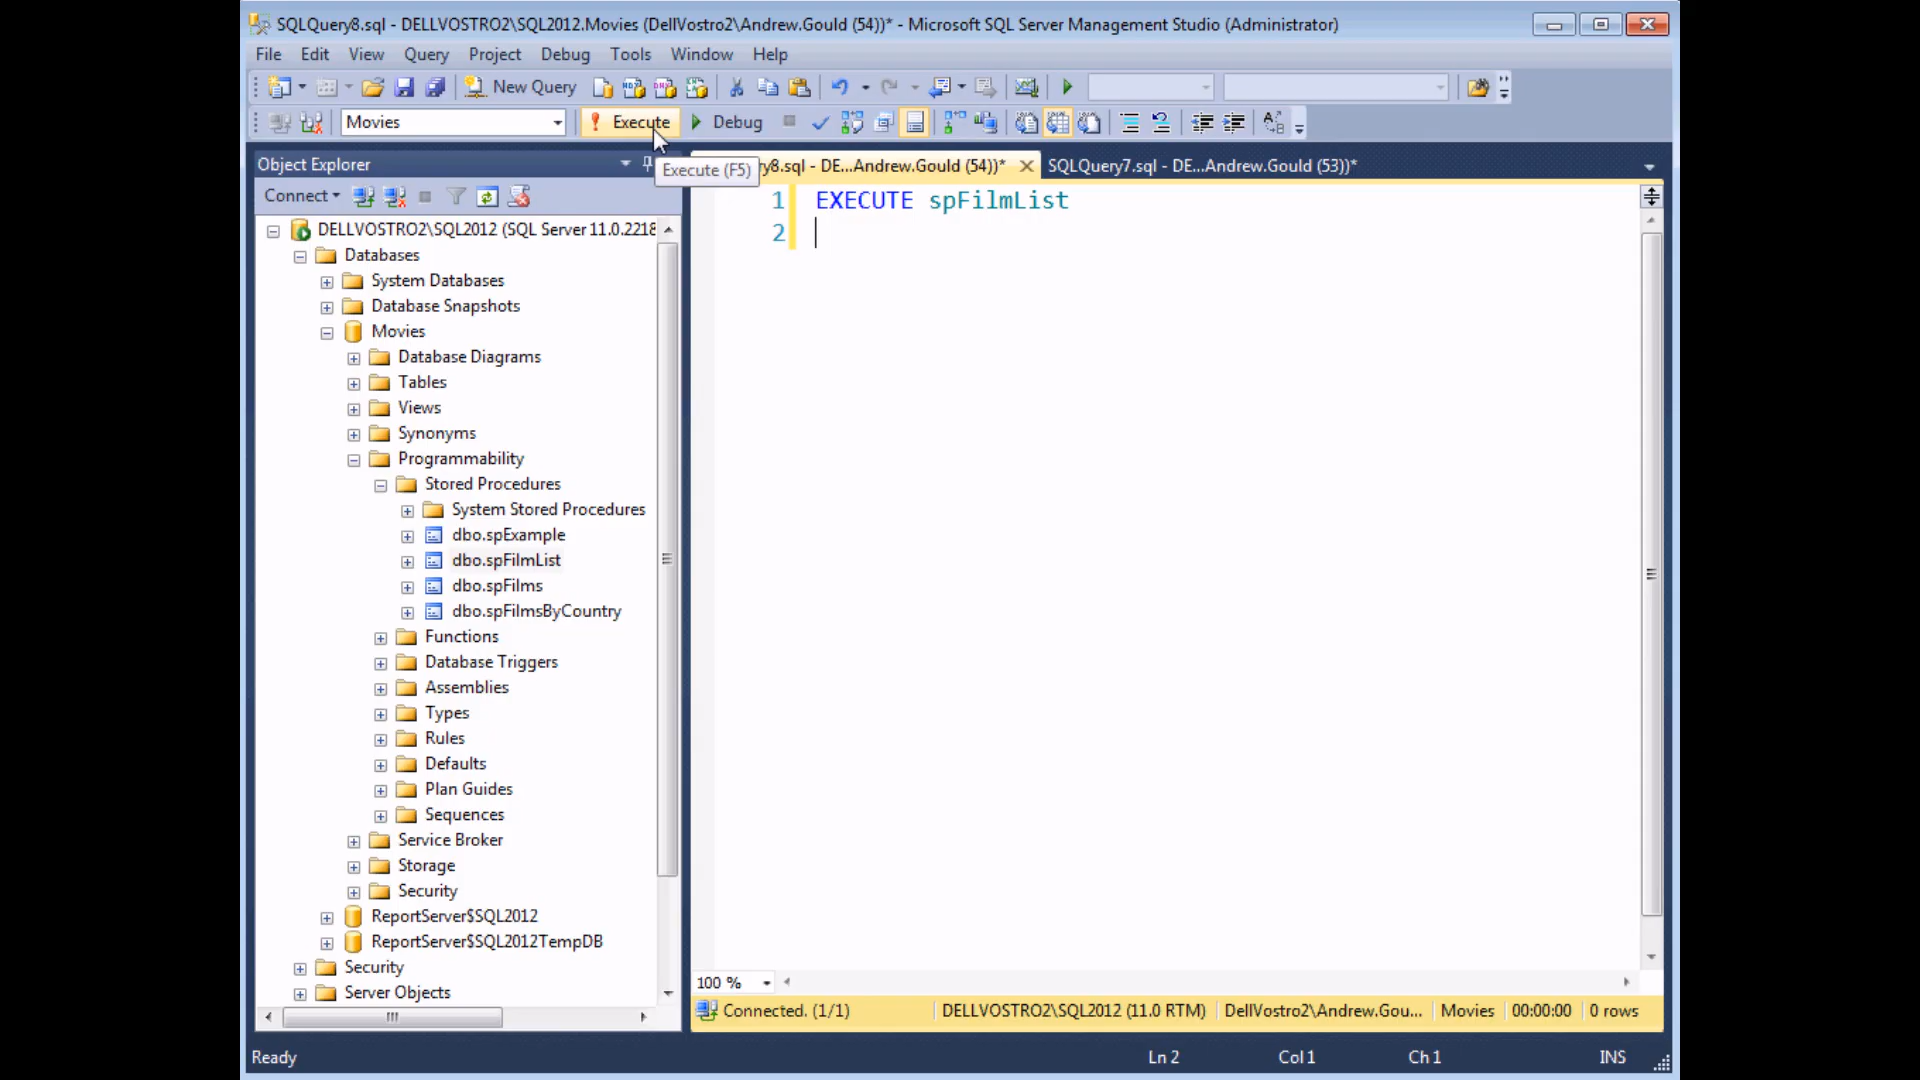 SQLQuery8.sql - DELLVOSTRO2\SQL2012.Movies (DellVostro2\Andrew.Gould (54))* - Microsoft SQL Server Management Studio (Administrator)
File Edit View Query Project Debug Tools Window Help
New Query
Movies Execute Debug
Object Explorer
Execute (F5)
ry8.sql - DE...Andrew.Gould (54))* SQLQuery7.sql - DE...Andrew.Gould (53))*
Connect
1 EXECUTE spFilmList
2
DELLVOSTRO2\SQL2012 (SQL Server 11.0.2218
Databases
System Databases
Database Snapshots
Movies
Database Diagrams
Tables
Views
Synonyms
Programmability
Stored Procedures
System Stored Procedures
dbo.spExample
dbo.spFilmList
dbo.spFilms
dbo.spFilmsByCountry
Functions
Database Triggers
Assemblies
Types
Rules
Defaults
Plan Guides
Sequences
Service Broker
Storage
Security
ReportServer$SQL2012
ReportServer$SQL2012TempDB
Security
Server Objects
100 %
Connected. (1/1) DELLVOSTRO2\SQL2012 (11.0 RTM) DellVostro2\Andrew.Gou... Movies 00:00:00 0 rows
Ready Ln 2 Col 1 Ch 1 INS